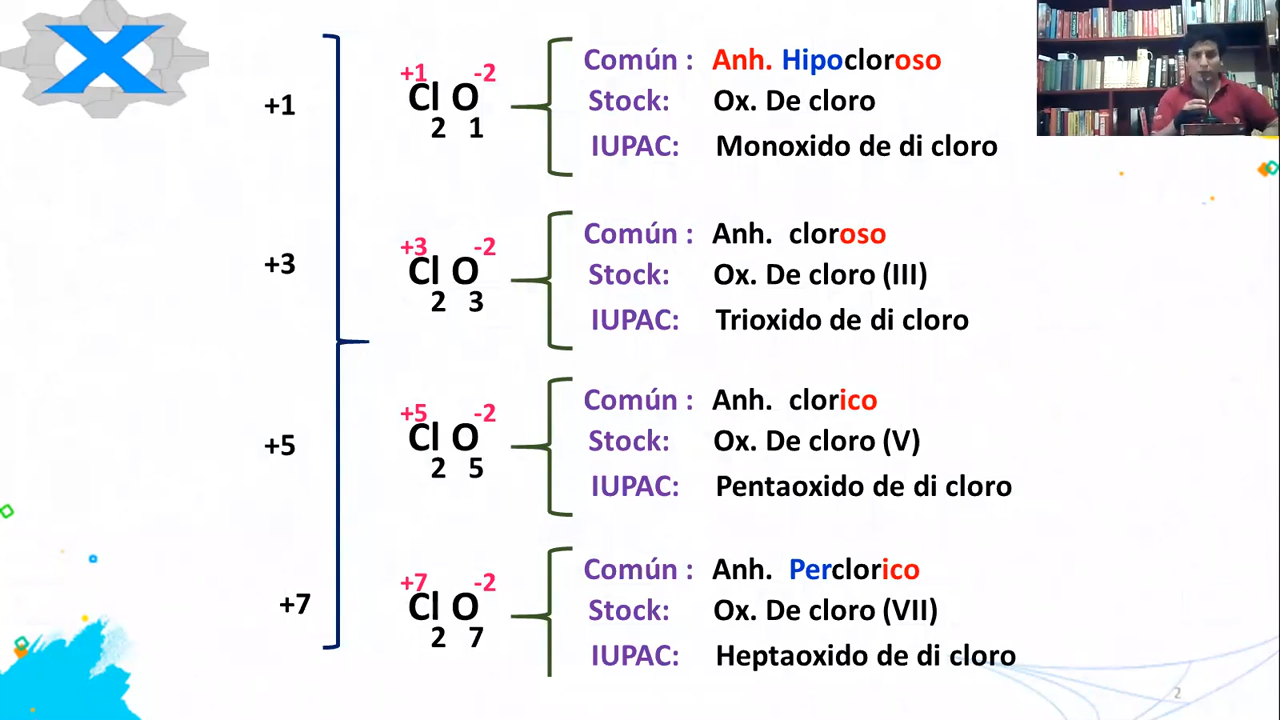 +1
+1 -2
Cl O
2 1
Común : Anh. Hipocloroso
Stock: Ox. De cloro
IUPAC: Monoxido de di cloro
+3
+3 -2
Cl O
2 3
Común : Anh. cloroso
Stock: Ox. De cloro (III)
IUPAC: Trioxido de di cloro
+5
+5 -2
Cl O
2 5
Común : Anh. clorico
Stock: Ox. De cloro (V)
IUPAC: Pentaoxido de di cloro
+7
+7 -2
Cl O
2 7
Común : Anh. Perclorico
Stock: Ox. De cloro (VII)
IUPAC: Heptaoxido de di cloro
2